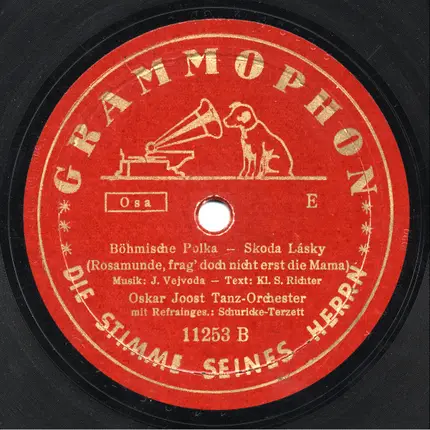 GRAMMOPHON
Osa E
Böhmische Polka – Skoda Lásky
(Rosamunde, frag' doch nicht erst die Mama)
Musik: J. Vejvoda – Text: Kl. S. Richter
Oskar Joost Tanz-Orchester
mit Refrainges.: Schuricke-Terzett
11253 B
DIE STIMME SEINES HERRN